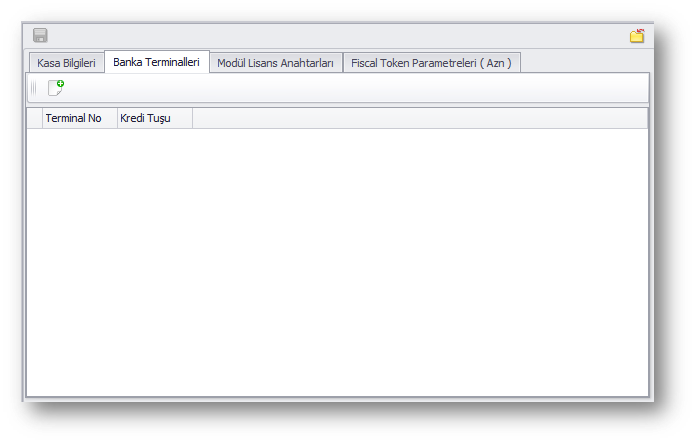 Kasa Bilgileri Banka Terminalleri Modül Lisans Anahtarları Fiscal Token Parametreleri ( Azn )
Terminal No Kredi Tuşu